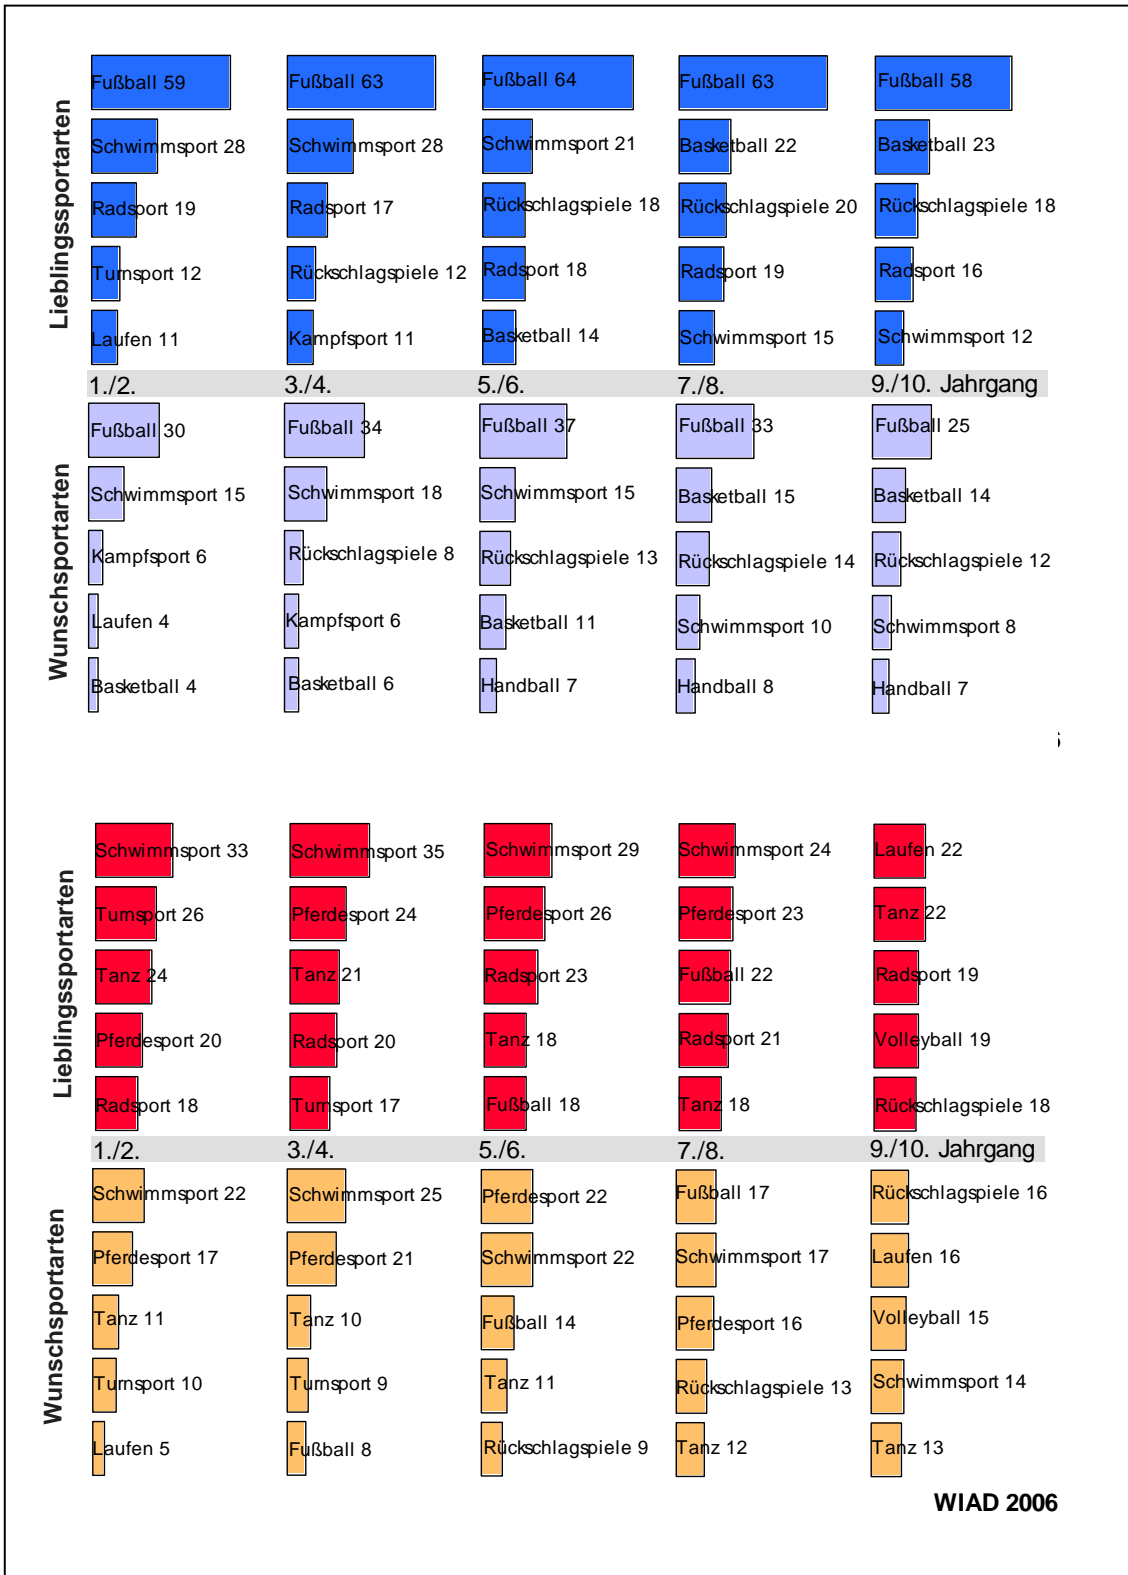 Lieblingssportarten
Fußball 59 Fußball 63 Fußball 64 Fußball 63 Fußball 58
Schwimmsport 28 Schwimmsport 28 Schwimmsport 21 Basketball 22 Basketball 23
Radsport 19 Radsport 17 Rückschlagspiele 18 Rückschlagspiele 20 Rückschlagspiele 18
Turnsport 12 Rückschlagspiele 12 Radsport 18 Radsport 19 Radsport 16
Laufen 11 Kampfsport 11 Basketball 14 Schwimmsport 15 Schwimmsport 12
1./2. 3./4. 5./6. 7./8. 9./10. Jahrgang
Wunschsportarten
Fußball 30 Fußball 34 Fußball 37 Fußball 33 Fußball 25
Schwimmsport 15 Schwimmsport 18 Schwimmsport 15 Basketball 15 Basketball 14
Kampfsport 6 Rückschlagspiele 8 Rückschlagspiele 13 Rückschlagspiele 14 Rückschlagspiele 12
Laufen 4 Kampfsport 6 Basketball 11 Schwimmsport 10 Schwimmsport 8
Basketball 4 Basketball 6 Handball 7 Handball 8 Handball 7
Lieblingssportarten
Schwimmsport 33 Schwimmsport 35 Schwimmsport 29 Schwimmsport 24 Laufen 22
Turnsport 26 Pferdesport 24 Pferdesport 26 Pferdesport 23 Tanz 22
Tanz 24 Tanz 21 Radsport 23 Fußball 22 Radsport 19
Pferdesport 20 Radsport 20 Tanz 18 Radsport 21 Volleyball 19
Radsport 18 Turnsport 17 Fußball 18 Tanz 18 Rückschlagspiele 18
1./2. 3./4. 5./6. 7./8. 9./10. Jahrgang
Wunschsportarten
Schwimmsport 22 Schwimmsport 25 Pferdesport 22 Fußball 17 Rückschlagspiele 16
Pferdesport 17 Pferdesport 21 Schwimmsport 22 Schwimmsport 17 Laufen 16
Tanz 11 Tanz 10 Fußball 14 Pferdesport 16 Volleyball 15
Turnsport 10 Turnsport 9 Tanz 11 Rückschlagspiele 13 Schwimmsport 14
Laufen 5 Fußball 8 Rückschlagspiele 9 Tanz 12 Tanz 13
WIAD 2006